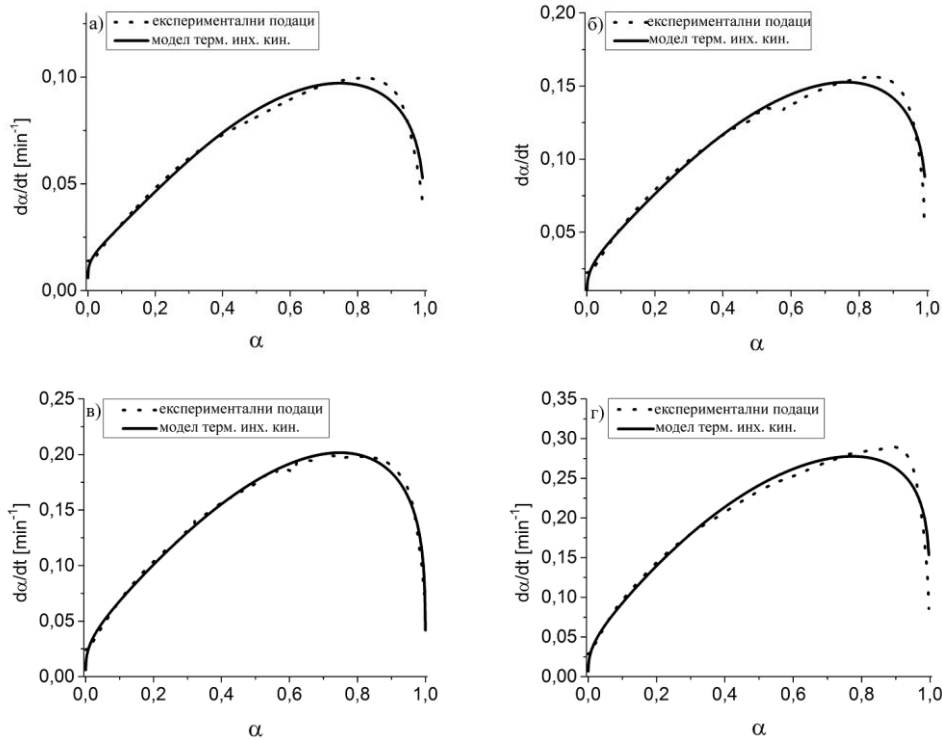 а)
експериментални подаци
модел терм. инх. кин.
0,10
0,05
0,00
dα/dt [min⁻¹]
0,0 0,2 0,4 0,6 0,8 1,0
α
б)
експериментални подаци
модел терм. инх. кин.
0,20
0,15
0,10
0,05
dα/dt
0,0 0,2 0,4 0,6 0,8 1,0
α
в)
експериментални подаци
модел терм. инх. кин.
0,25
0,20
0,15
0,10
0,05
0,00
dα/dt [min⁻¹]
0,0 0,2 0,4 0,6 0,8 1,0
α
г)
експериментални подаци
модел терм. инх. кин.
0,35
0,30
0,25
0,20
0,15
0,10
0,05
0,00
dα/dt [min⁻¹]
0,0 0,2 0,4 0,6 0,8 1,0
α